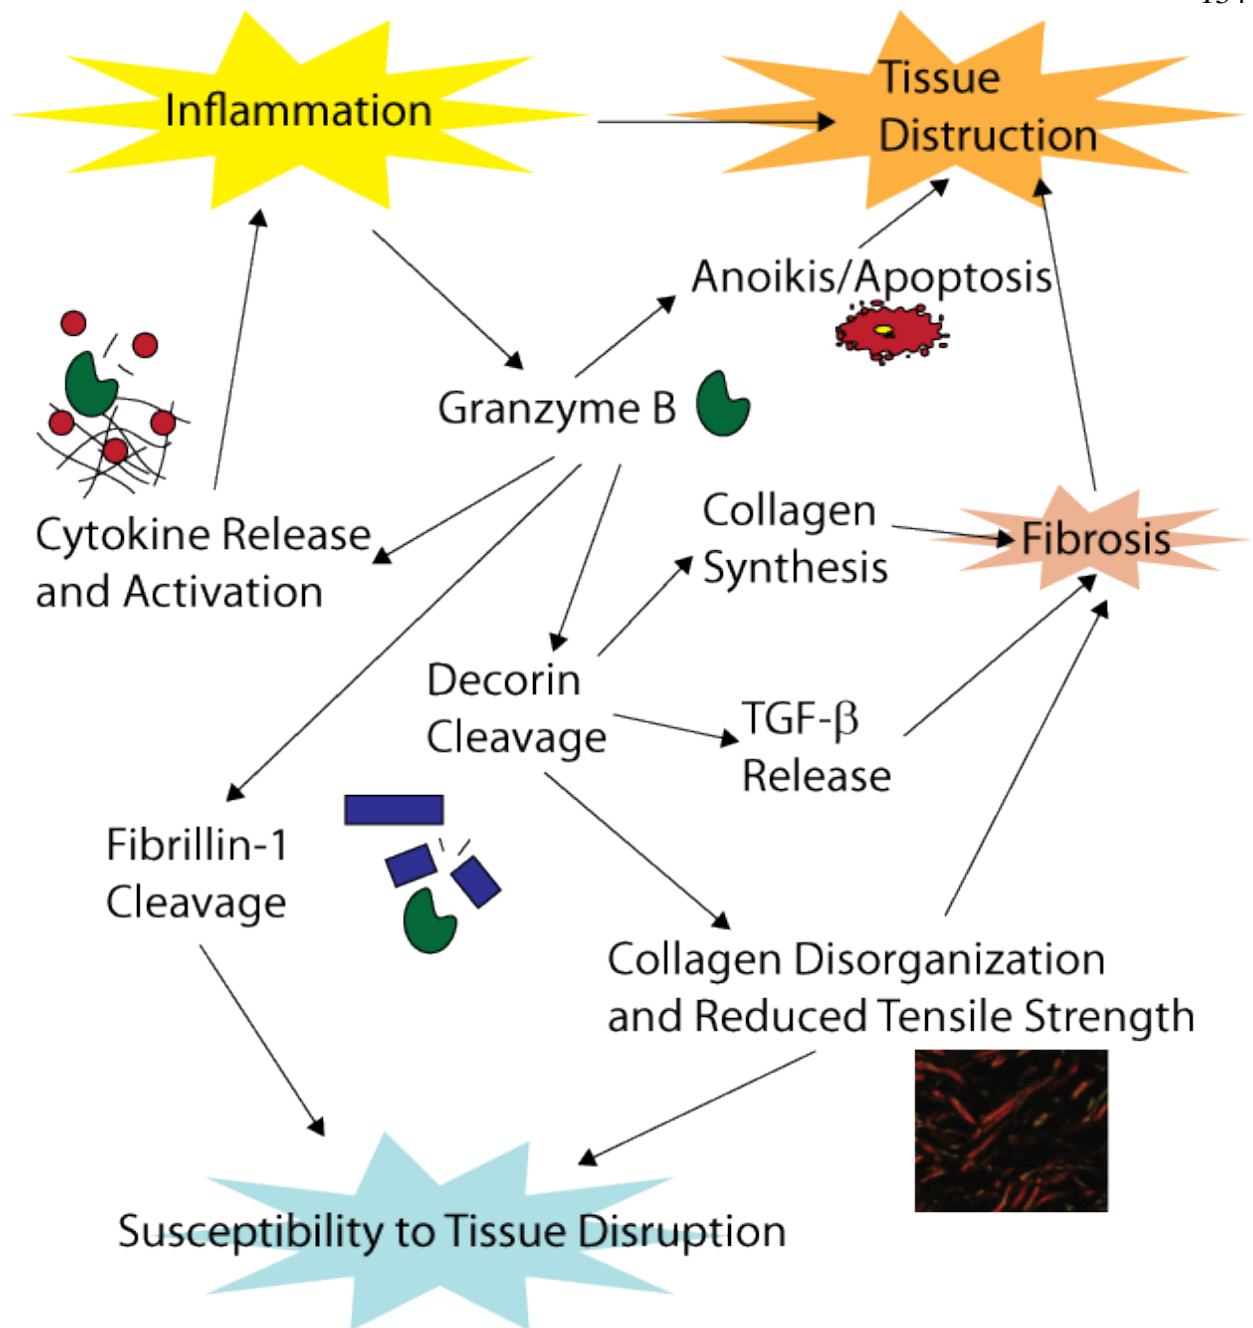 Inflammation
Tissue
Distruction
Anoikis/Apoptosis
Granzyme B
Cytokine Release
and Activation
Collagen
Synthesis
Fibrosis
Decorin
Cleavage
TGF-β
Release
Fibrillin-1
Cleavage
Collagen Disorganization
and Reduced Tensile Strength
Susceptibility to Tissue Disruption